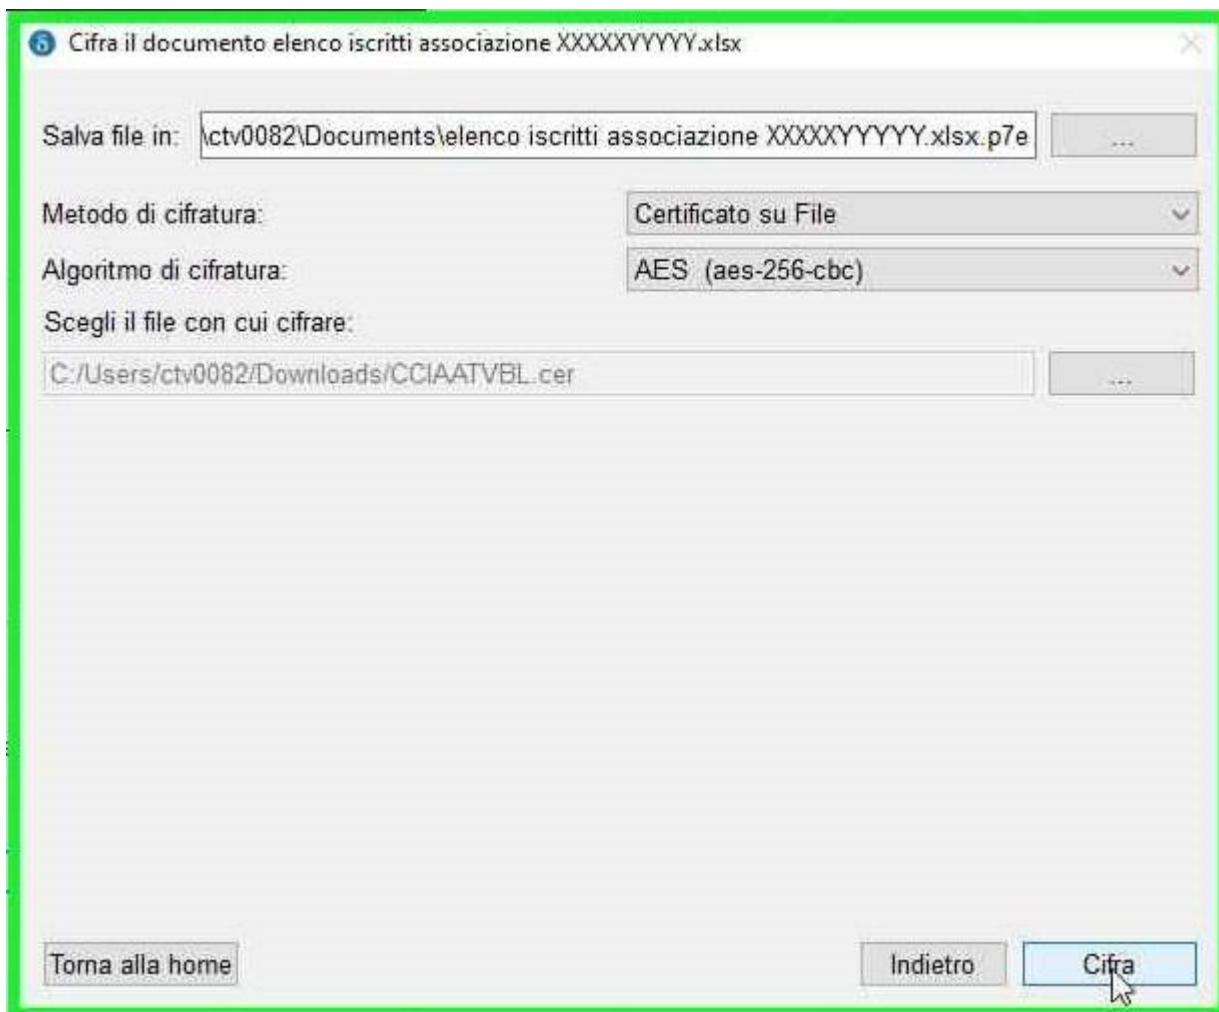 Cifra il documento elenco iscritti associazione XXXXXYYYYY.xlsx
Salva file in: \ctv0082\Documents\elenco iscritti associazione XXXXXYYYYY.xlsx.p7e ...
Metodo di cifratura: Certificato su File
Algoritmo di cifratura: AES (aes-256-cbc)
Scegli il file con cui cifrare:
C:/Users/ctv0082/Downloads/CCIAATVBL.cer ...
Torna alla home Indietro Cifra